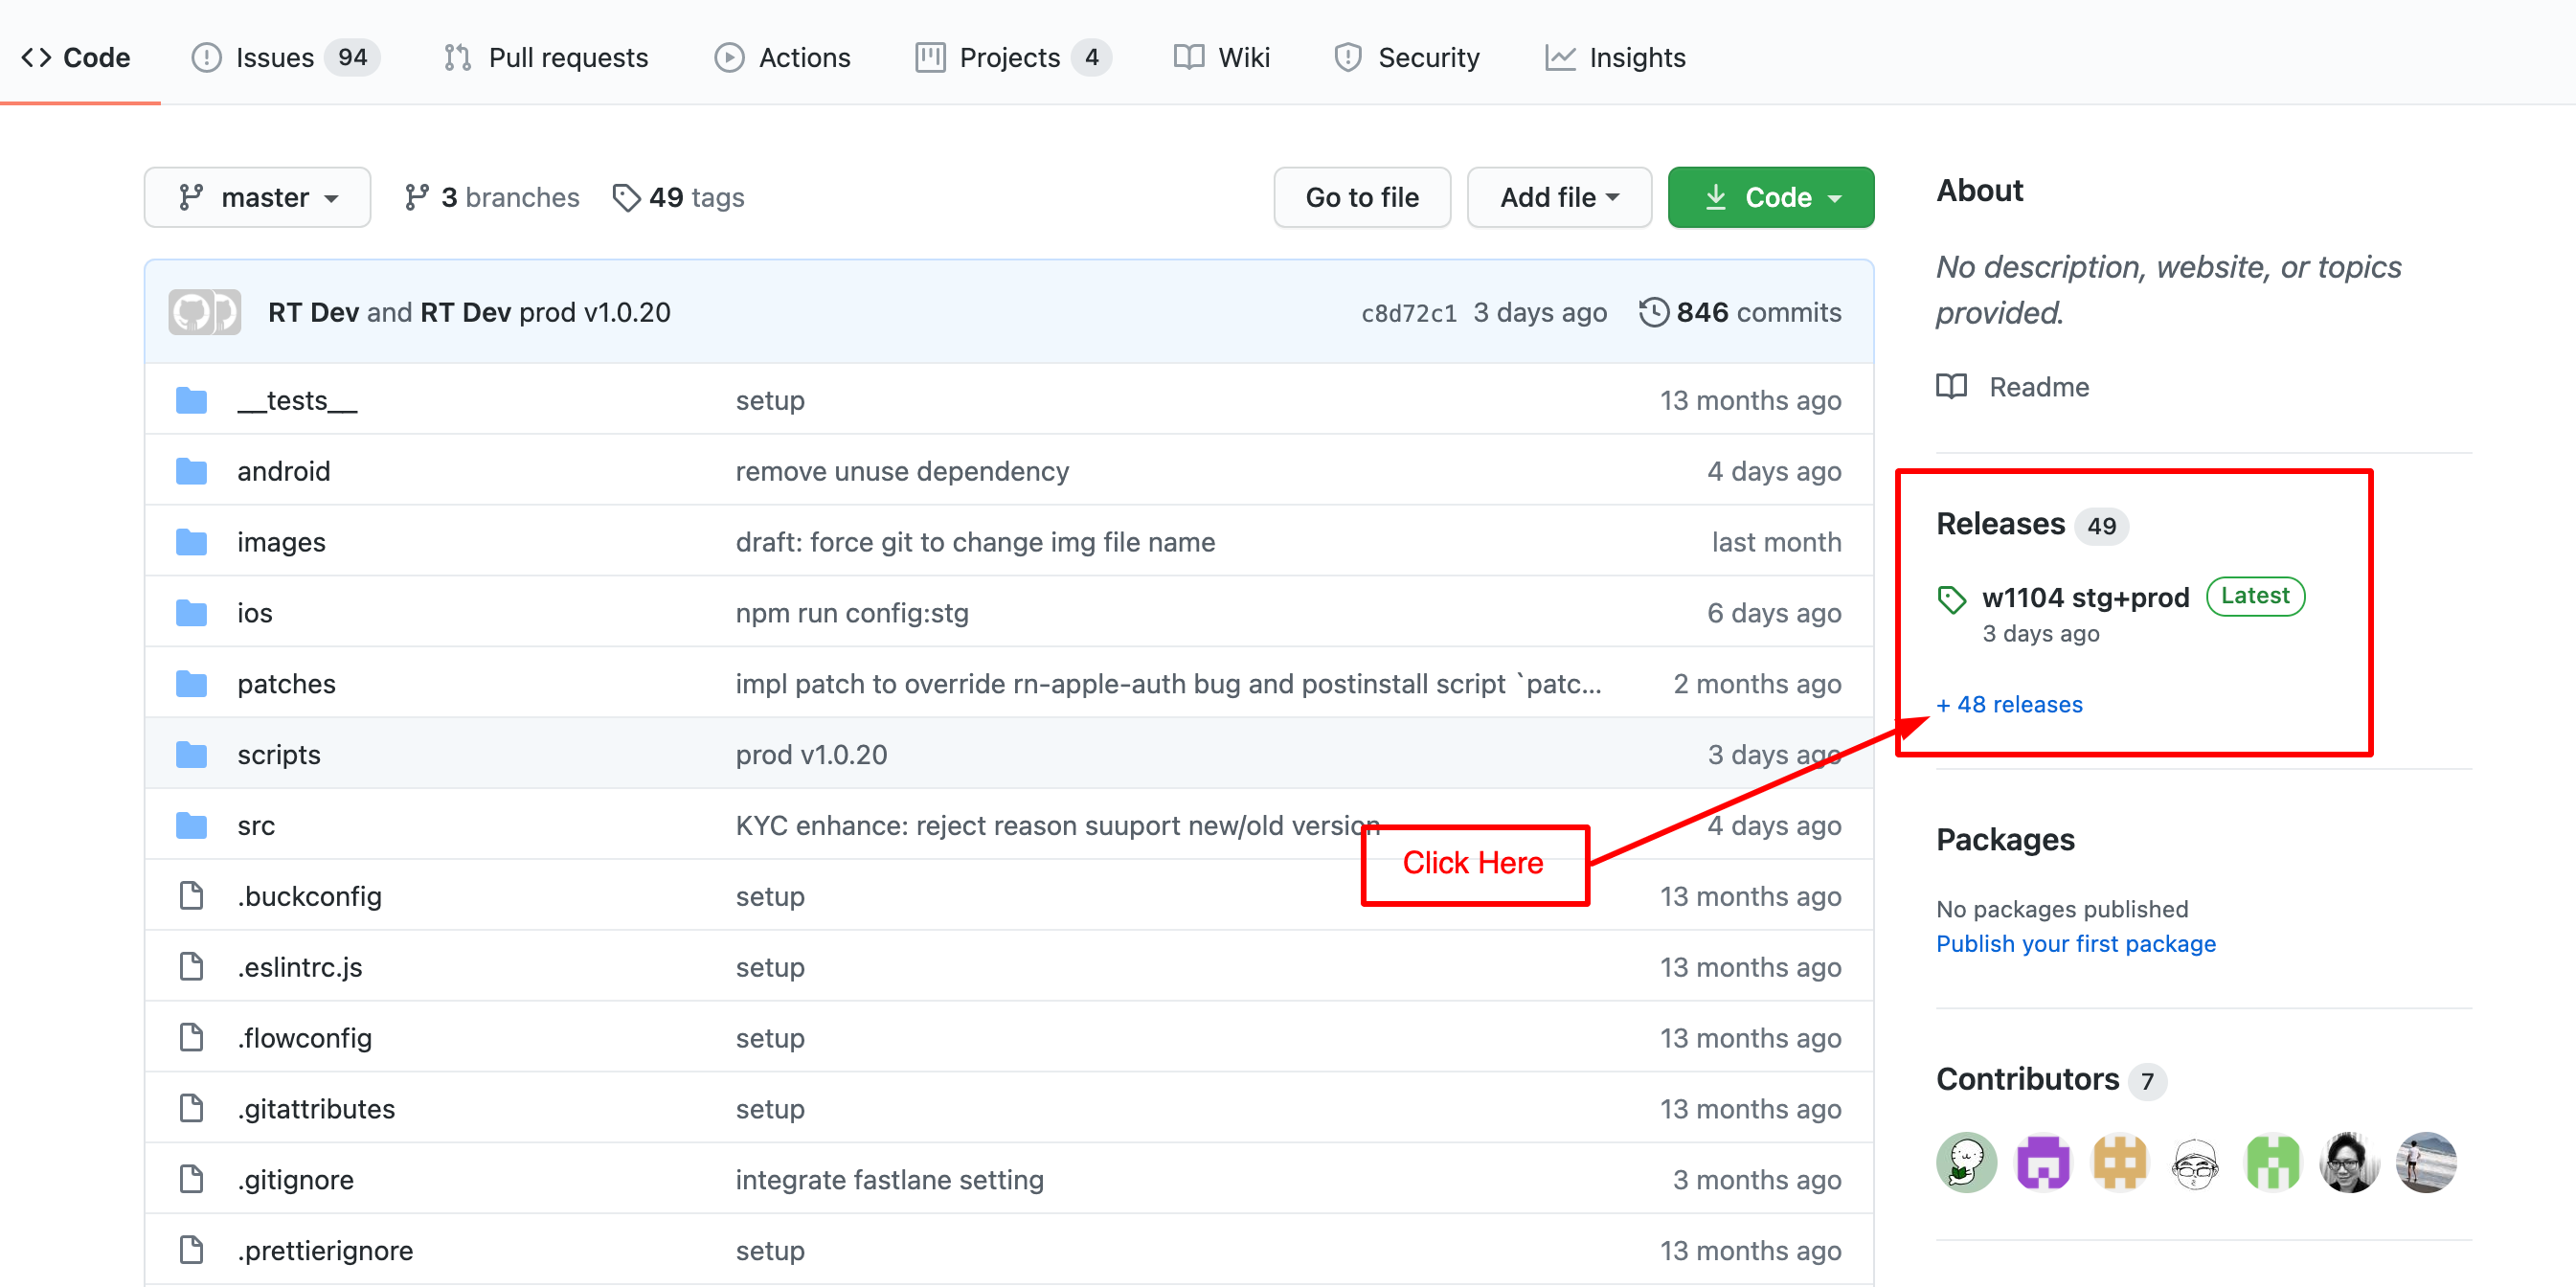 Code Issues 94 Pull requests Actions Projects 4 Wiki Security Insights
master 3 branches 49 tags Go to file Add file Code
RT Dev and RT Dev prod v1.0.20 c8d72c1 3 days ago 846 commits
__tests__ setup 13 months ago
android remove unuse dependency 4 days ago
images draft: force git to change img file name last month
ios npm run config:stg 6 days ago
patches impl patch to override rn-apple-auth bug and postinstall script `patc... 2 months ago
scripts prod v1.0.20 3 days ago
src KYC enhance: reject reason suuport new/old version 4 days ago
Click Here
.buckconfig setup 13 months ago
.eslintrc.js setup 13 months ago
.flowconfig setup 13 months ago
.gitattributes setup 13 months ago
.gitignore integrate fastlane setting 3 months ago
.prettierignore setup 13 months ago
About
No description, website, or topics
provided.
Readme
Releases 49
w1104 stg+prod Latest
3 days ago
+ 48 releases
Packages
No packages published
Publish your first package
Contributors 7